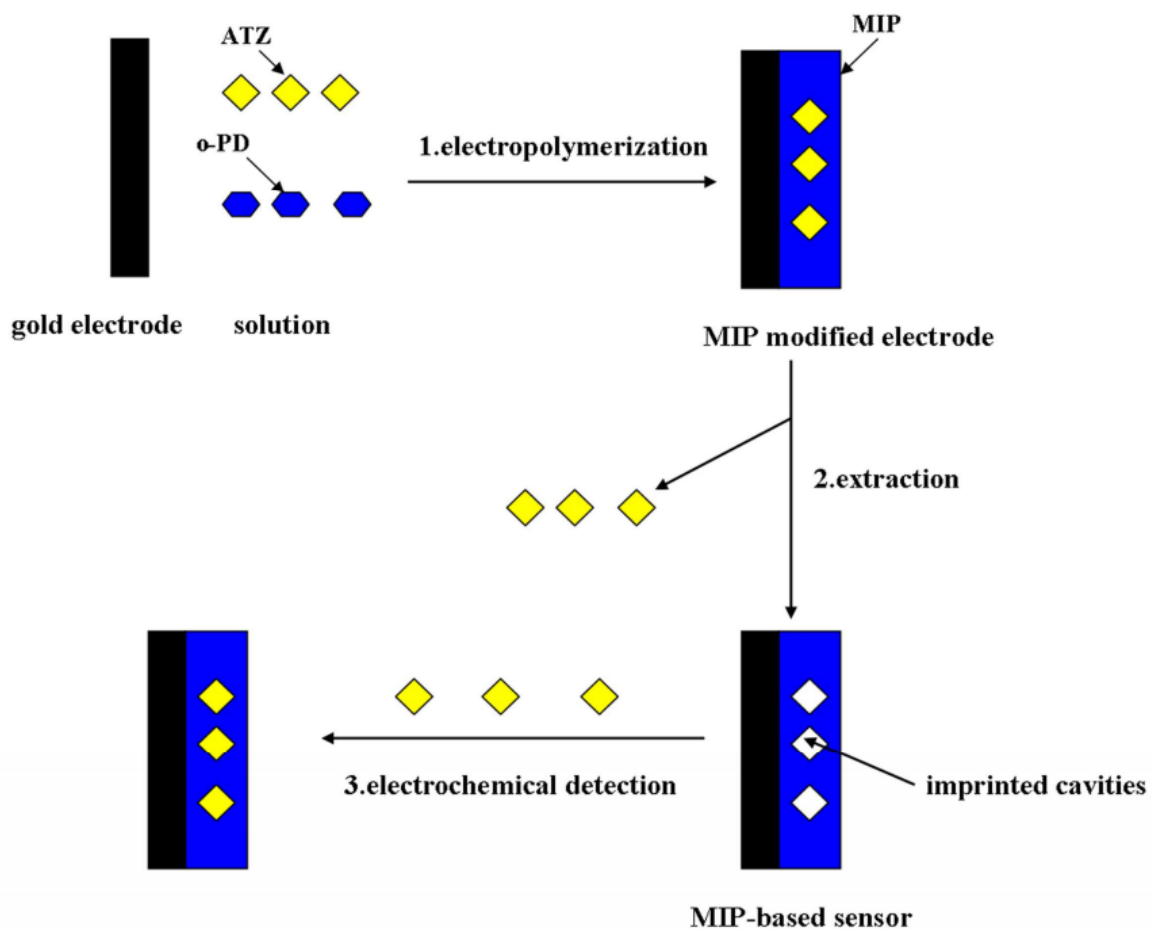 ATZ
MIP
o-PD
1.electropolymerization
gold electrode
solution
MIP modified electrode
2.extraction
3.electrochemical detection
imprinted cavities
MIP-based sensor